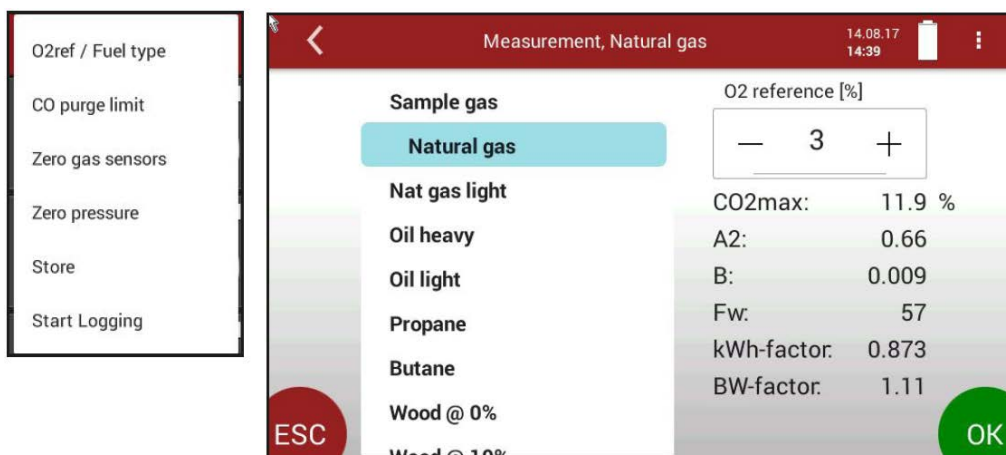 O2ref / Fuel type
CO purge limit
Zero gas sensors
Zero pressure
Store
Start Logging
Measurement, Natural gas
14.08.17
14:39
Sample gas
Natural gas
Nat gas light
Oil heavy
Oil light
Propane
Butane
Wood @ 0%
Wood @ 10%
O2 reference [%]
— 3 +
CO2max: 11.9 %
A2: 0.66
B: 0.009
Fw: 57
kWh-factor: 0.873
BW-factor: 1.11
ESC
OK